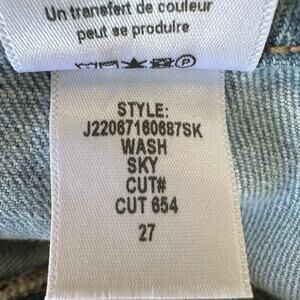 Un transfert de couleur
peut se produire
STYLE:
J22067160687SK
WASH
SKY
CUT#
CUT 654
27